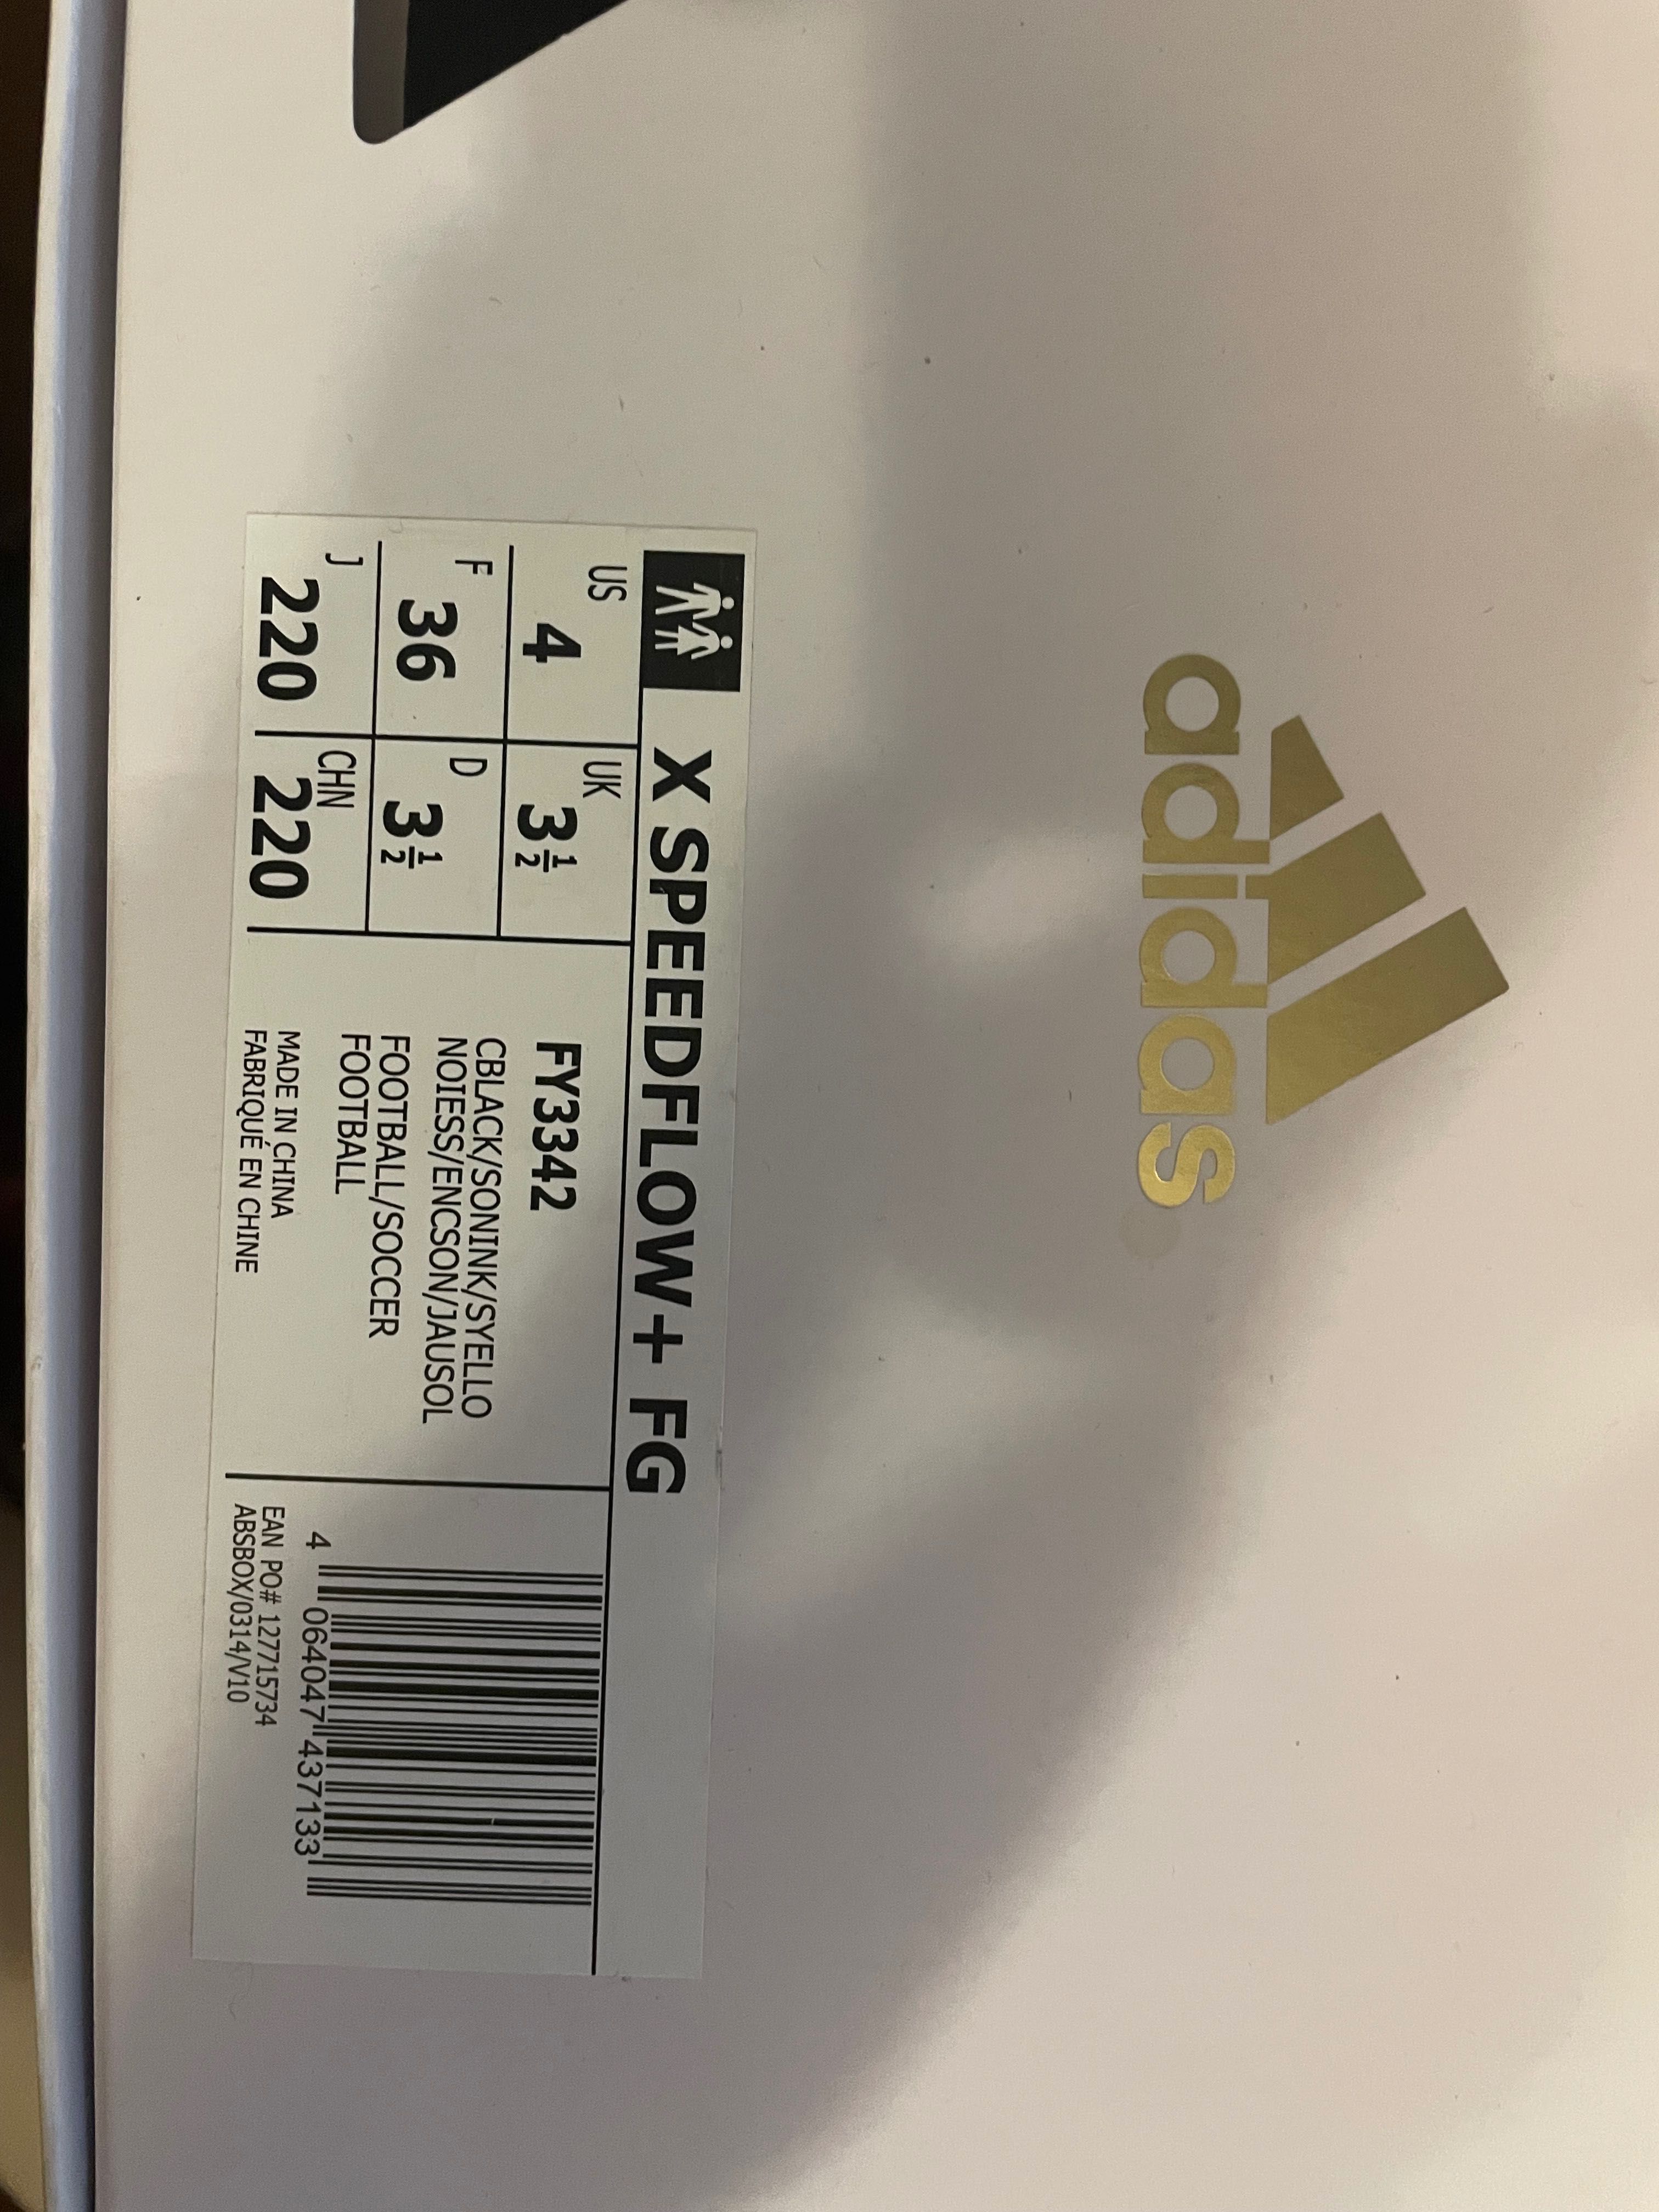 adidas
X SPEEDFLOW+ FG
US 4
UK 3½
F 36
D 3½
J 220
CHN 220
FY3342
CBLACK/SONINK/SYELLO
NOIESS/ENCSON/JAUSOL
FOOTBALL/SOCCER
FOOTBALL
MADE IN CHINA
FABRIQUÉ EN CHINE
4 064047 437133
EAN PO# 127715734
ABSBOX/0314/V10